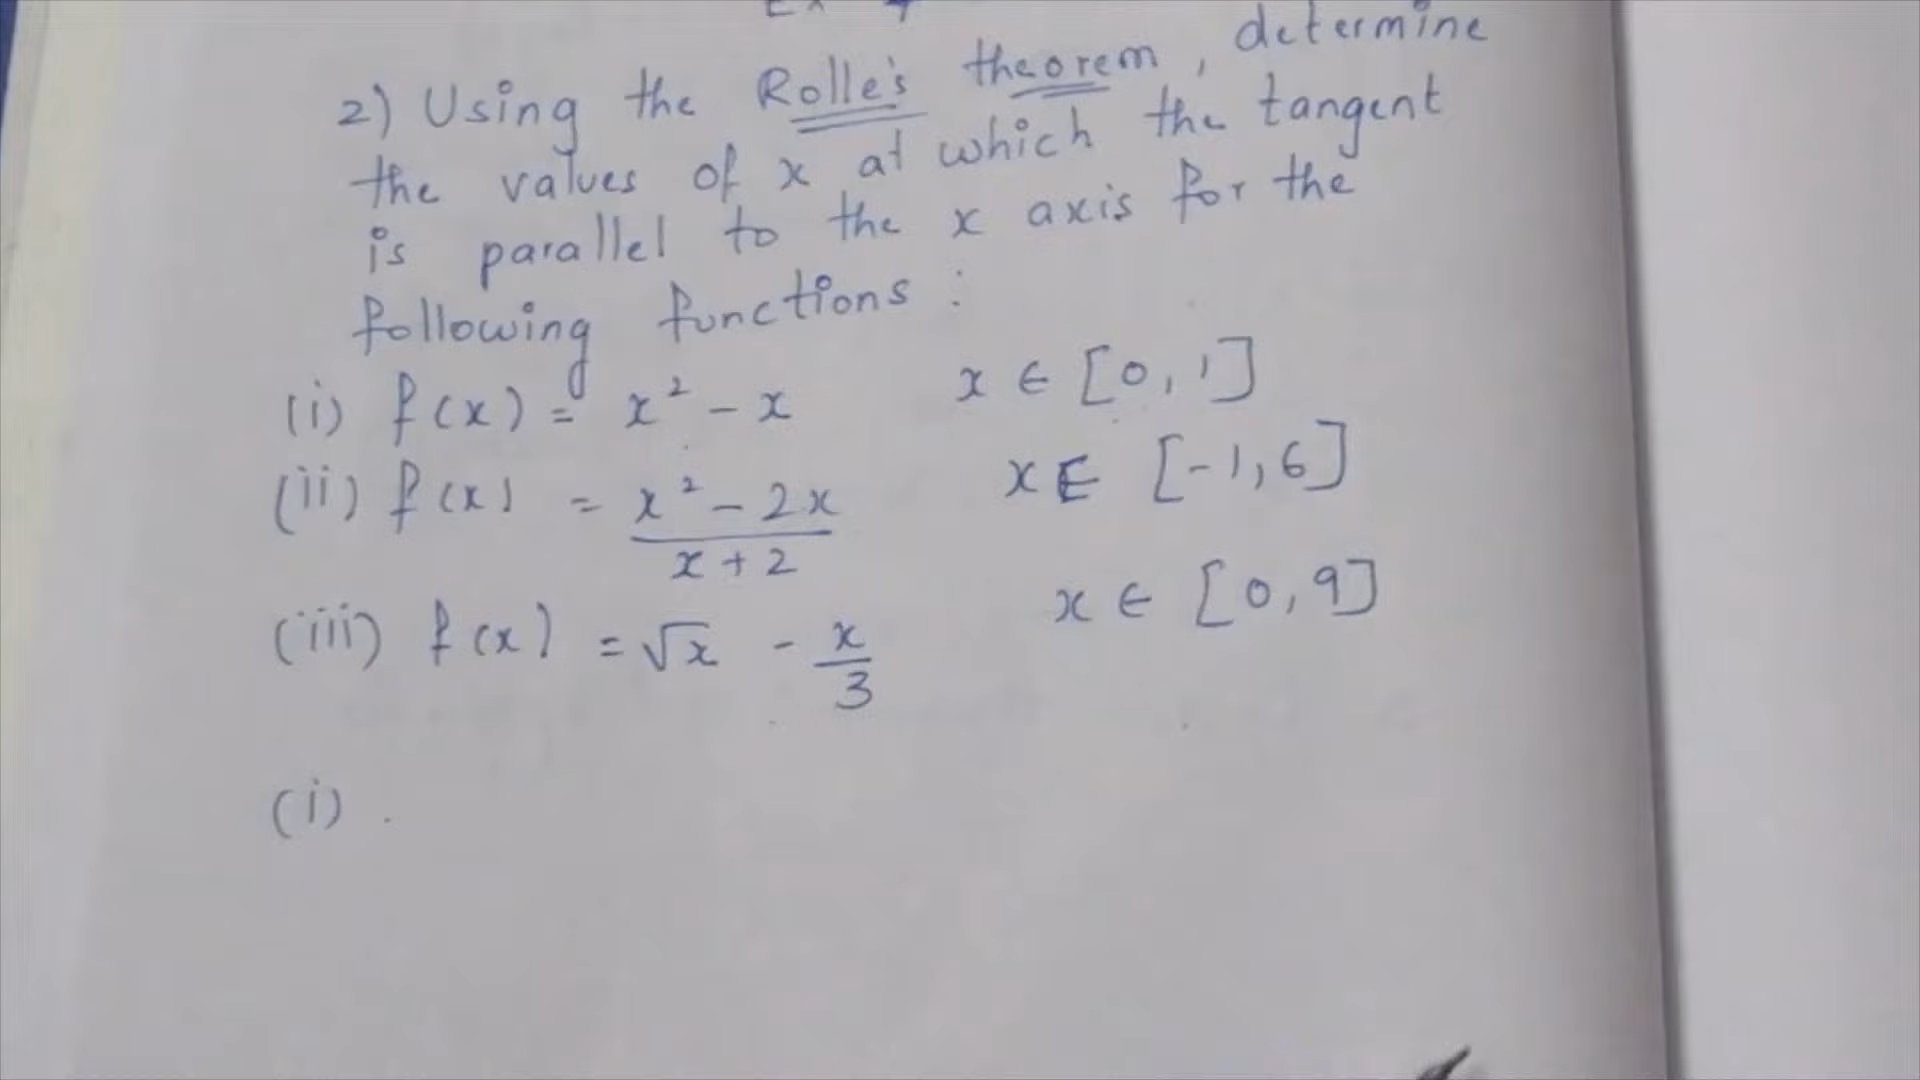 2) Using the Rolle's theorem, determine
the values of x at which the tangent
is parallel to the x axis for the
following functions :
(i) f(x) = x² - x x ∈ [0, 1]
(ii) f(x) = (x² - 2x)/(x + 2) x ∈ [-1, 6]
(iii) f(x) = √x - x/3 x ∈ [0, 9]
(i) .